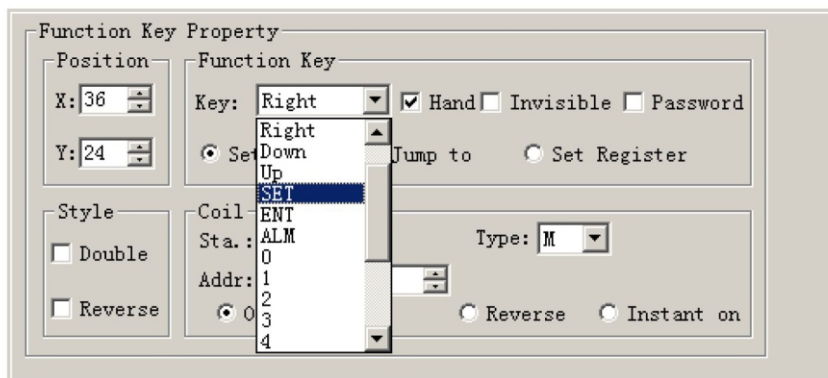 Function Key Property
Position
X: 36
Y: 24
Function Key
Key: Right
Hand
Invisible
Password
Set
Jump to
Set Register
Right
Down
Up
SET
ENT
ALM
0
1
2
3
4
Style
Double
Reverse
Coil
Sta.:
Type: M
Addr:
Reverse
Instant on